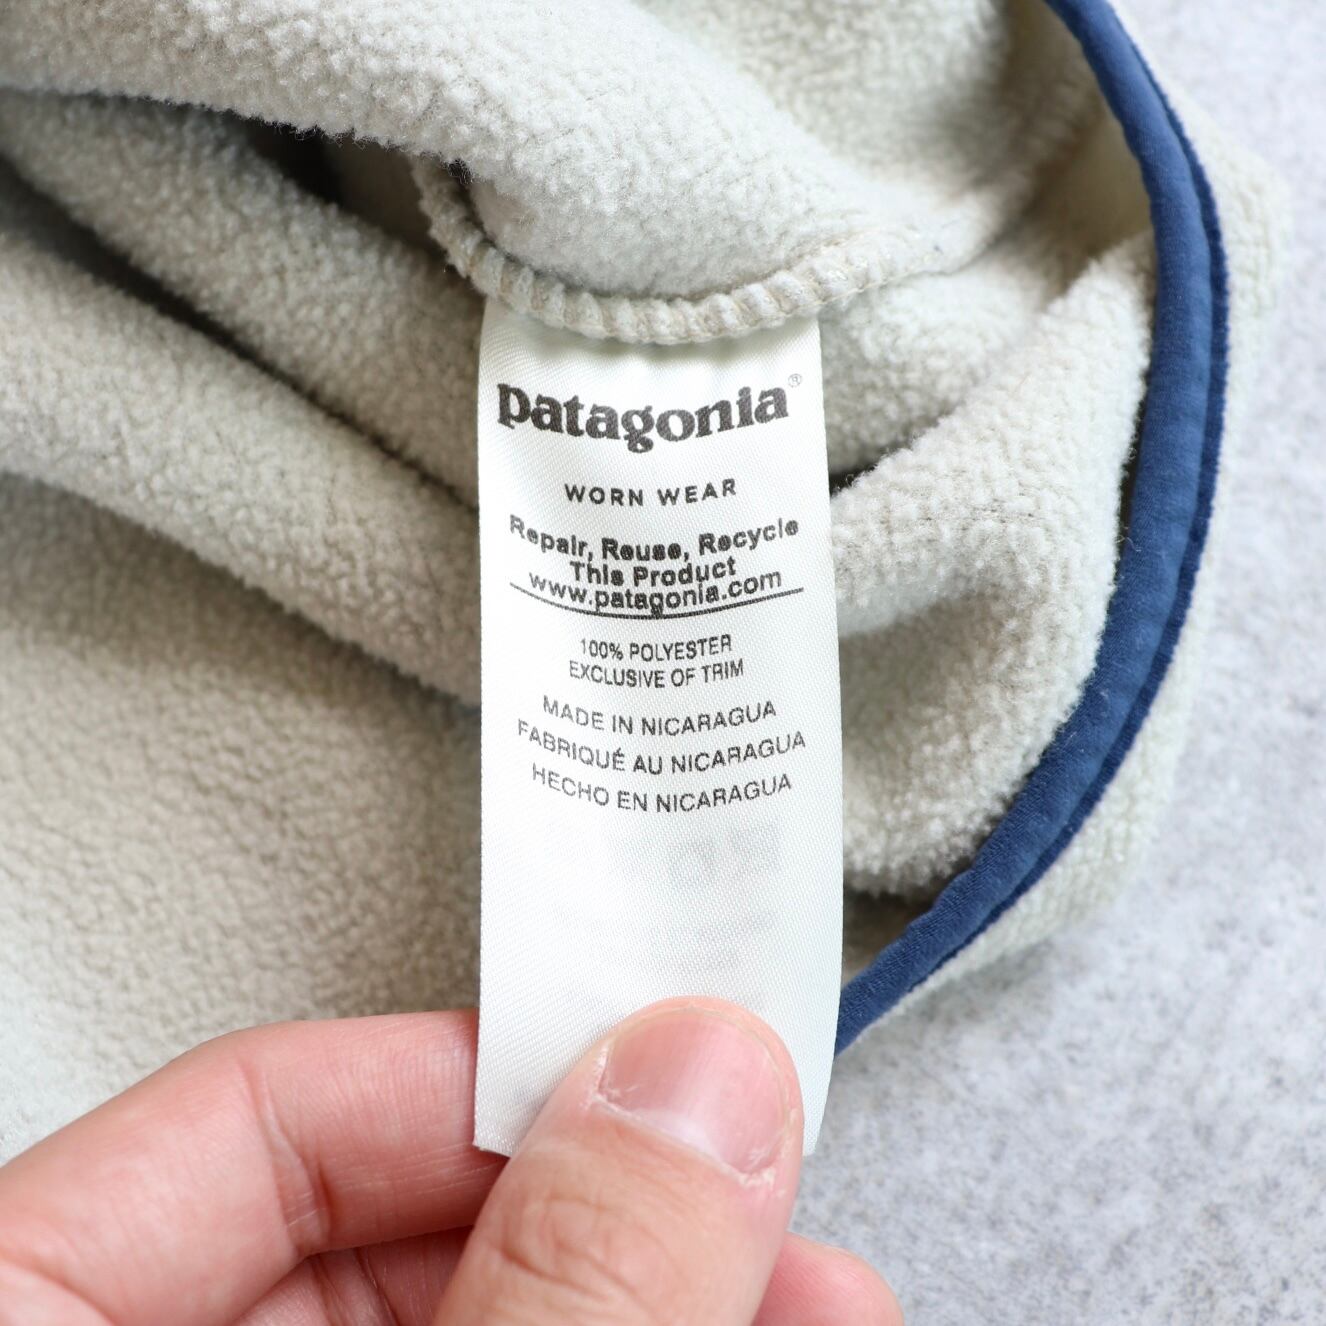 patagonia®
WORN WEAR
Repair, Reuse, Recycle
This Product
www.patagonia.com
100% POLYESTER
EXCLUSIVE OF TRIM
MADE IN NICARAGUA
FABRIQUÉ AU NICARAGUA
HECHO EN NICARAGUA